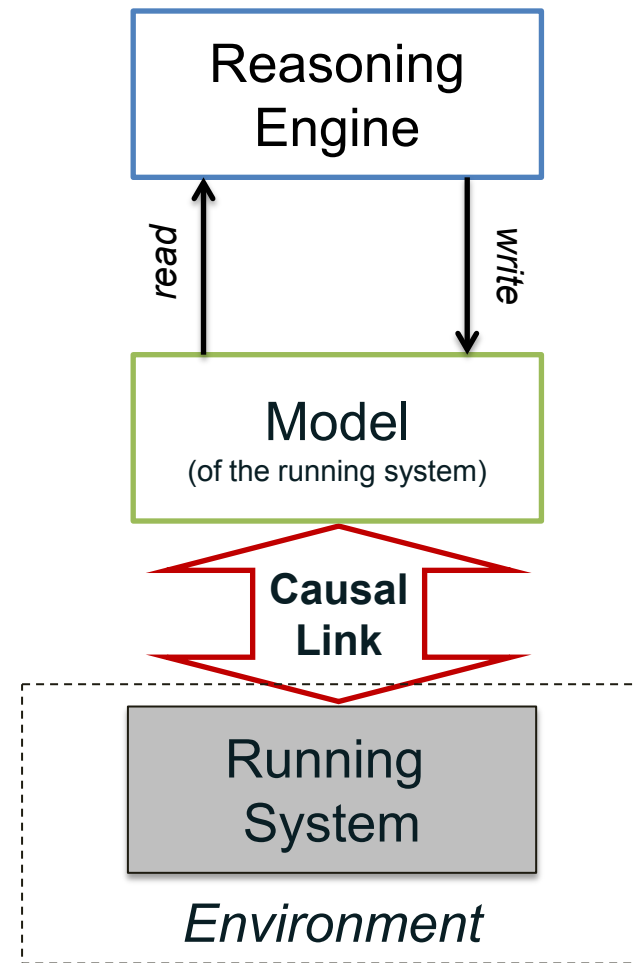 Reasoning
Engine
read
write
Model
(of the running system)
Causal
Link
Running
System
Environment